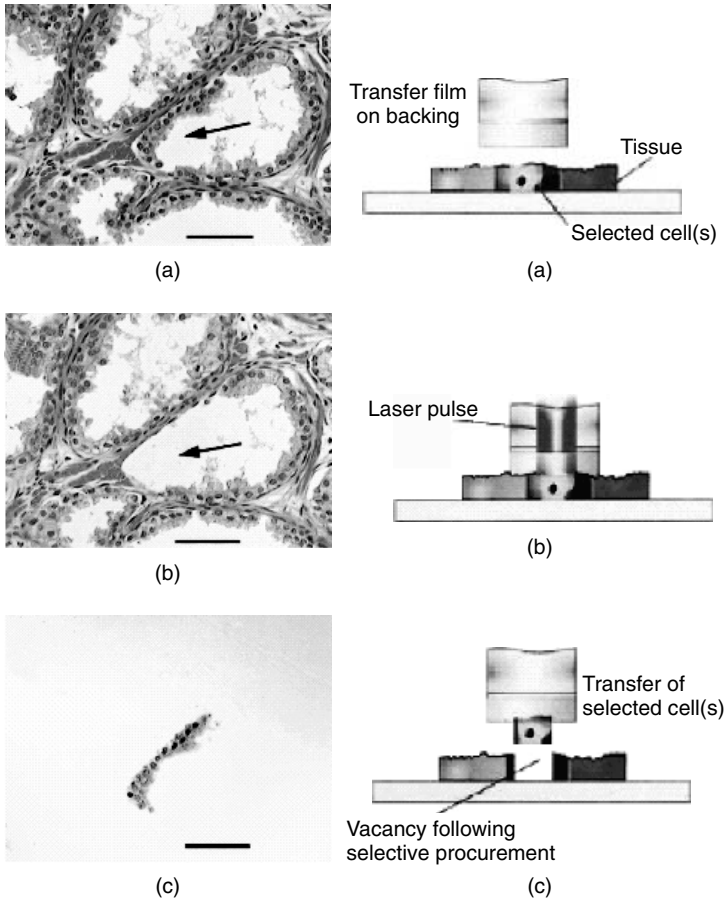 Transfer film
on backing
Tissue
Selected cell(s)
(a)
(a)
Laser pulse
(b)
(b)
Transfer of
selected cell(s)
Vacancy following
selective procurement
(c)
(c)